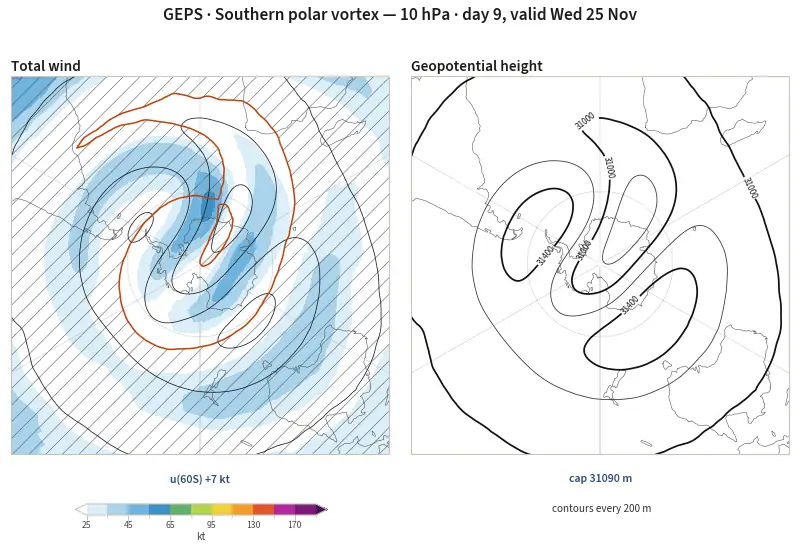 GEPS · Southern polar vortex — 10 hPa · day 9, valid Wed 25 Nov
Total wind
Geopotential height
31000
31000
31000
31400
31400
u(60S) +7 kt
cap 31090 m
contours every 200 m
25 45 65 95 130 170
kt